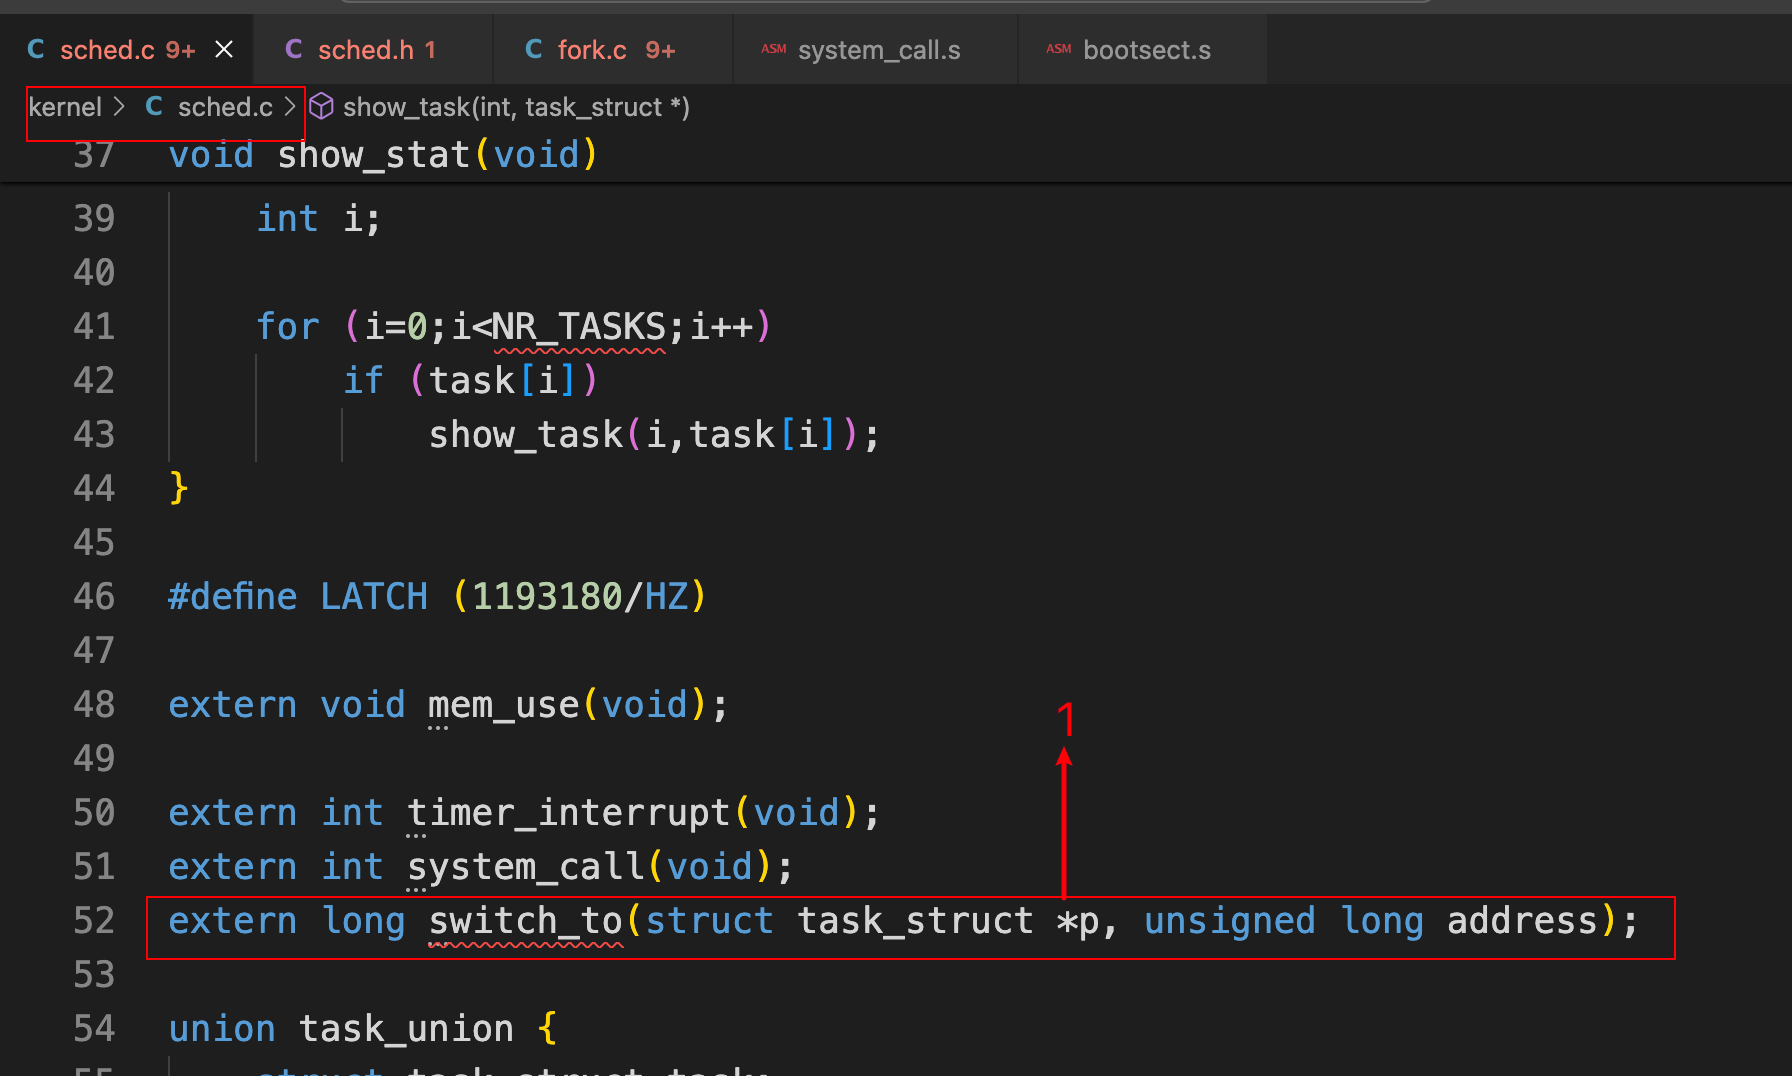 C sched.c 9+ × C sched.h 1 C fork.c 9+ ASM system_call.s ASM bootsect.s
kernel > C sched.c > show_task(int, task_struct *)
37 void show_stat(void)
39 int i;
40
41 for (i=0;i<NR_TASKS;i++)
42 if (task[i])
43 show_task(i,task[i]);
44 }
45
46 #define LATCH (1193180/HZ)
47
48 extern void mem_use(void);
49
1
50 extern int timer_interrupt(void);
51 extern int system_call(void);
52 extern long switch_to(struct task_struct *p, unsigned long address);
53
54 union task_union {